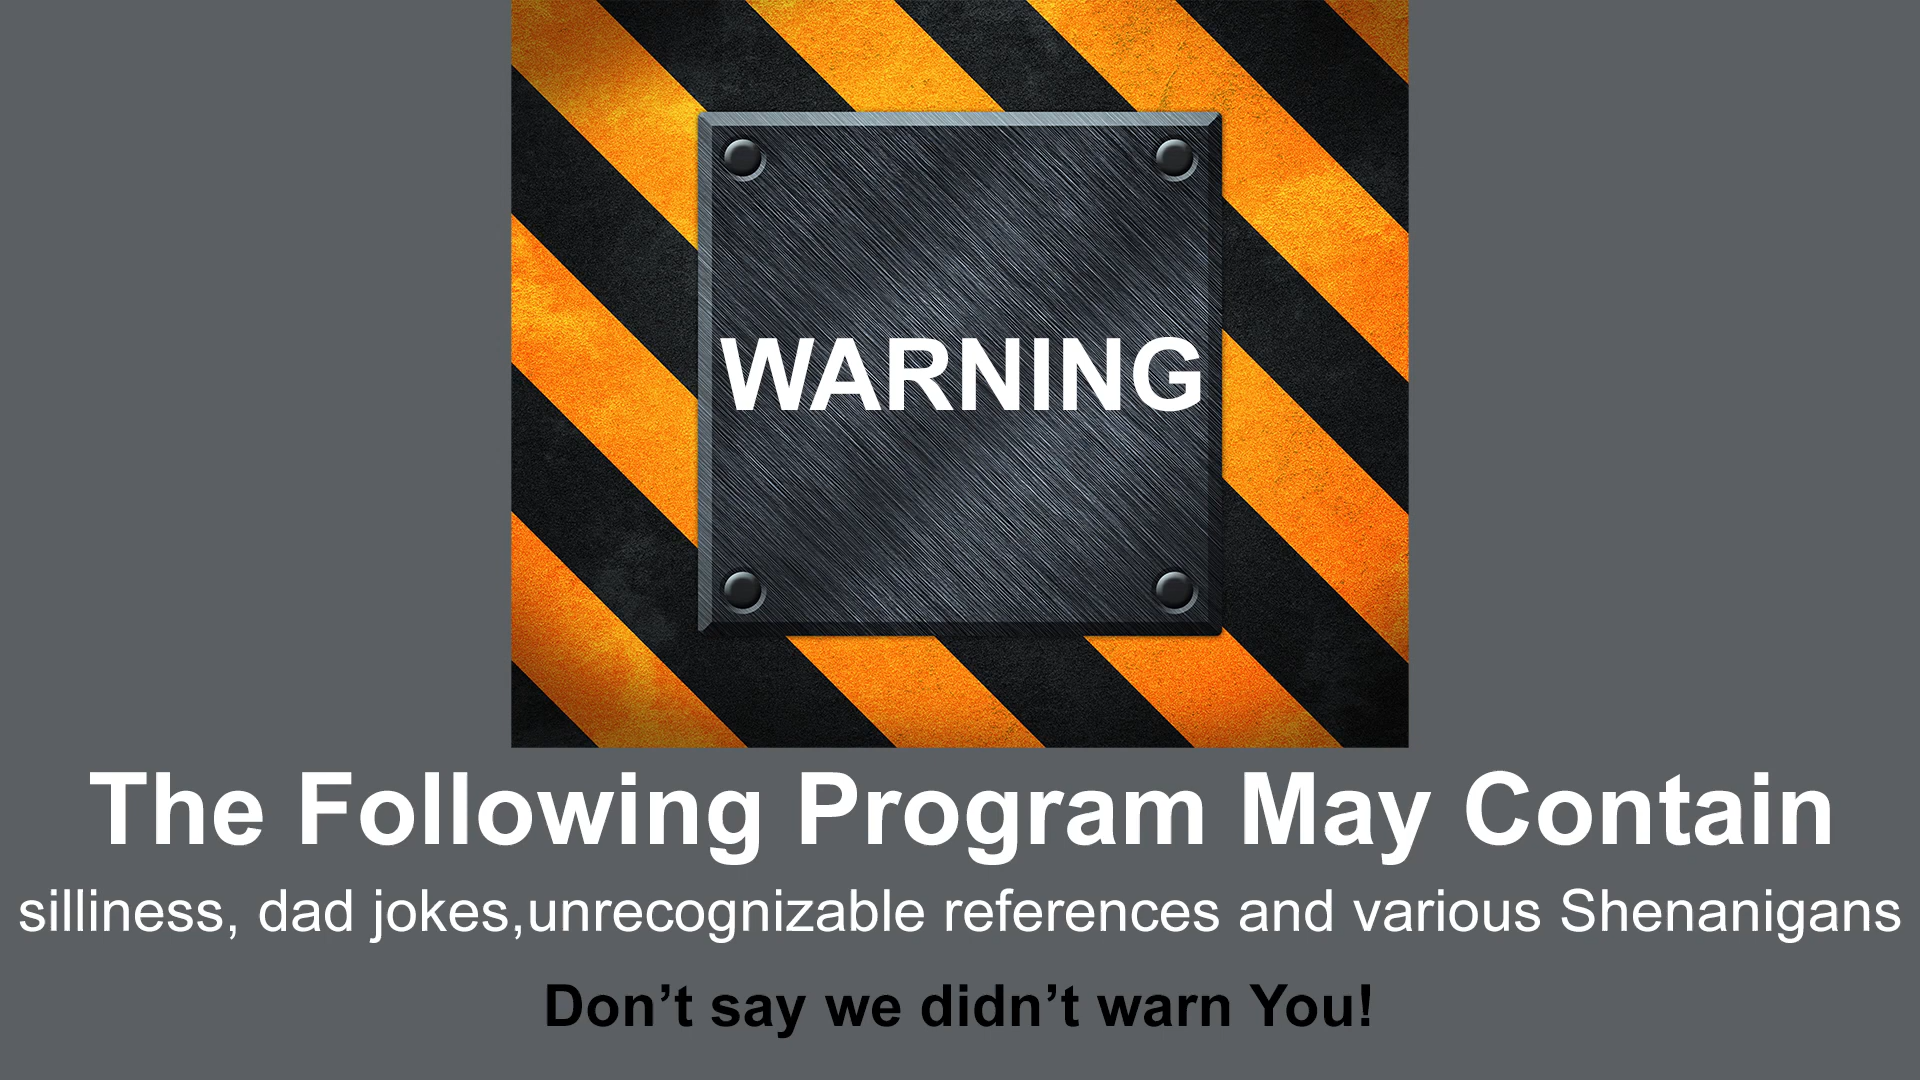 WARNING
The Following Program May Contain
silliness, dad jokes,unrecognizable references and various Shenanigans
Don’t say we didn’t warn You!